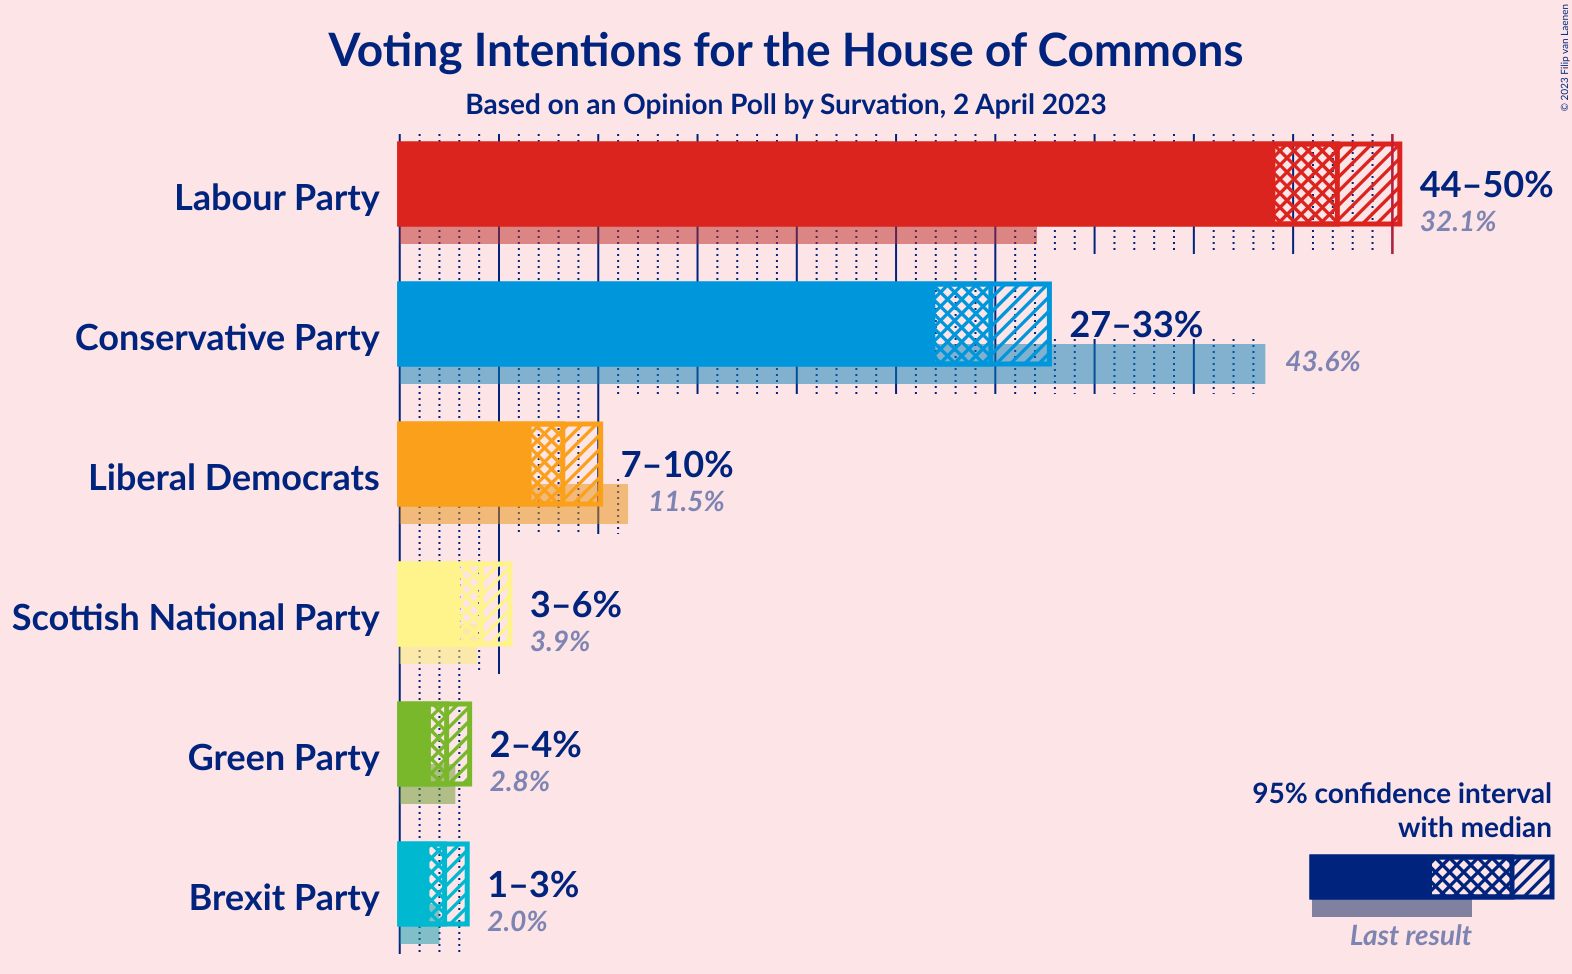 Voting Intentions for the House of Commons
Based on an Opinion Poll by Survation, 2 April 2023
© 2023 Filip van Laenen
Labour Party
44–50%
32.1%
Conservative Party
27–33%
43.6%
Liberal Democrats
7–10%
11.5%
Scottish National Party
3–6%
3.9%
Green Party
2–4%
2.8%
Brexit Party
1–3%
2.0%
95% confidence interval
with median
Last result